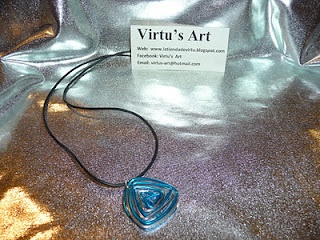 Virtu's Art
Web: www.latiendadevirtu.blogspot.com
Facebook: Virtu's Art
Email: virtus-art@hotmail.com